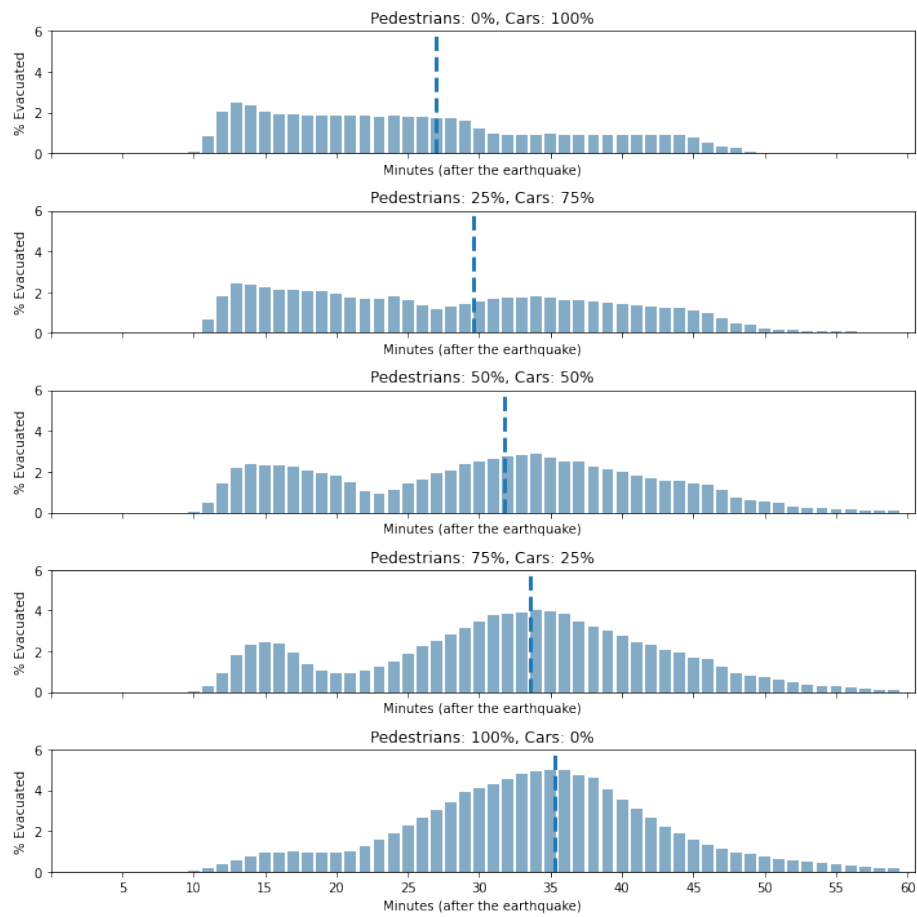 Pedestrians: 0%, Cars: 100%
6
4
2
0
% Evacuated
Minutes (after the earthquake)
Pedestrians: 25%, Cars: 75%
6
4
2
0
% Evacuated
Minutes (after the earthquake)
Pedestrians: 50%, Cars: 50%
6
4
2
0
% Evacuated
Minutes (after the earthquake)
Pedestrians: 75%, Cars: 25%
6
4
2
0
% Evacuated
Minutes (after the earthquake)
Pedestrians: 100%, Cars: 0%
6
4
2
0
% Evacuated
5 10 15 20 25 30 35 40 45 50 55 60
Minutes (after the earthquake)